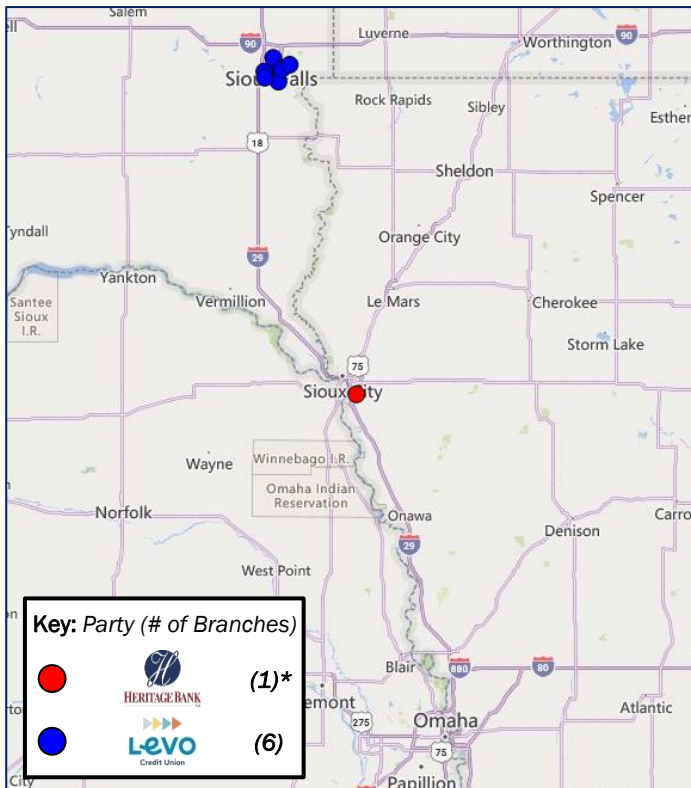 Salem
Luverne
90
Worthington
90
Sioux Falls
Rock Rapids
Sibley
Esther
18
Sheldon
Spencer
Tyndall
Orange City
29
Yankton
Santee
Sioux
I.R.
Vermillion
Le Mars
Cherokee
Storm Lake
75
Sioux City
Wayne
Winnebago I.R.
Omaha Indian
Reservation
Onawa
Norfolk
Denison
Carro
29
West Point
Key: Party (# of Branches)
H
HERITAGE BANK
(1)*
Levo
Credit Union
(6)
Blair
680
80
emont
275
Atlantic
Omaha
75
City
Papillion